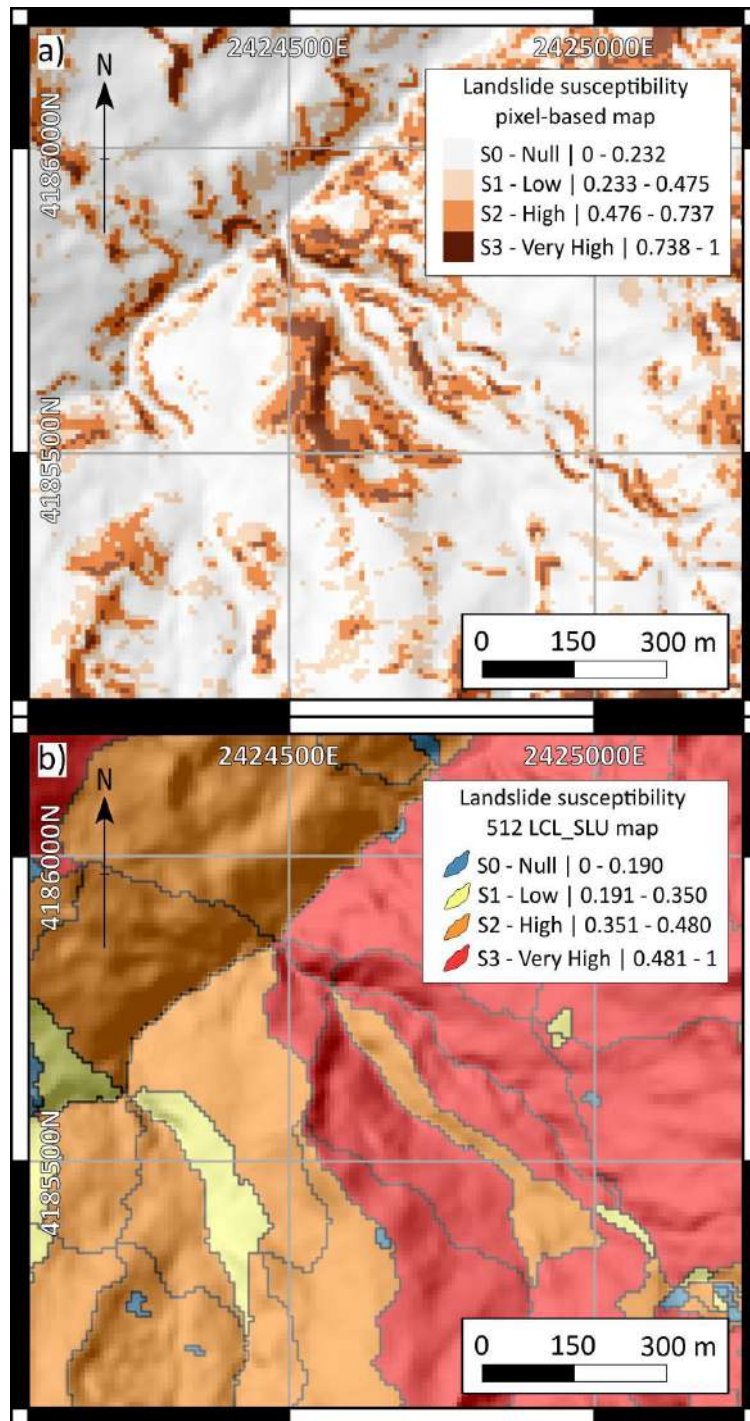 a)
2424500E
2425000E
N
4186000N
4185500N
Landslide susceptibility
pixel-based map
S0 - Null | 0 - 0.232
S1 - Low | 0.233 - 0.475
S2 - High | 0.476 - 0.737
S3 - Very High | 0.738 - 1
0 150 300 m
b)
2424500E
2425000E
N
4186000N
4185500N
Landslide susceptibility
512 LCL_SLU map
S0 - Null | 0 - 0.190
S1 - Low | 0.191 - 0.350
S2 - High | 0.351 - 0.480
S3 - Very High | 0.481 - 1
0 150 300 m